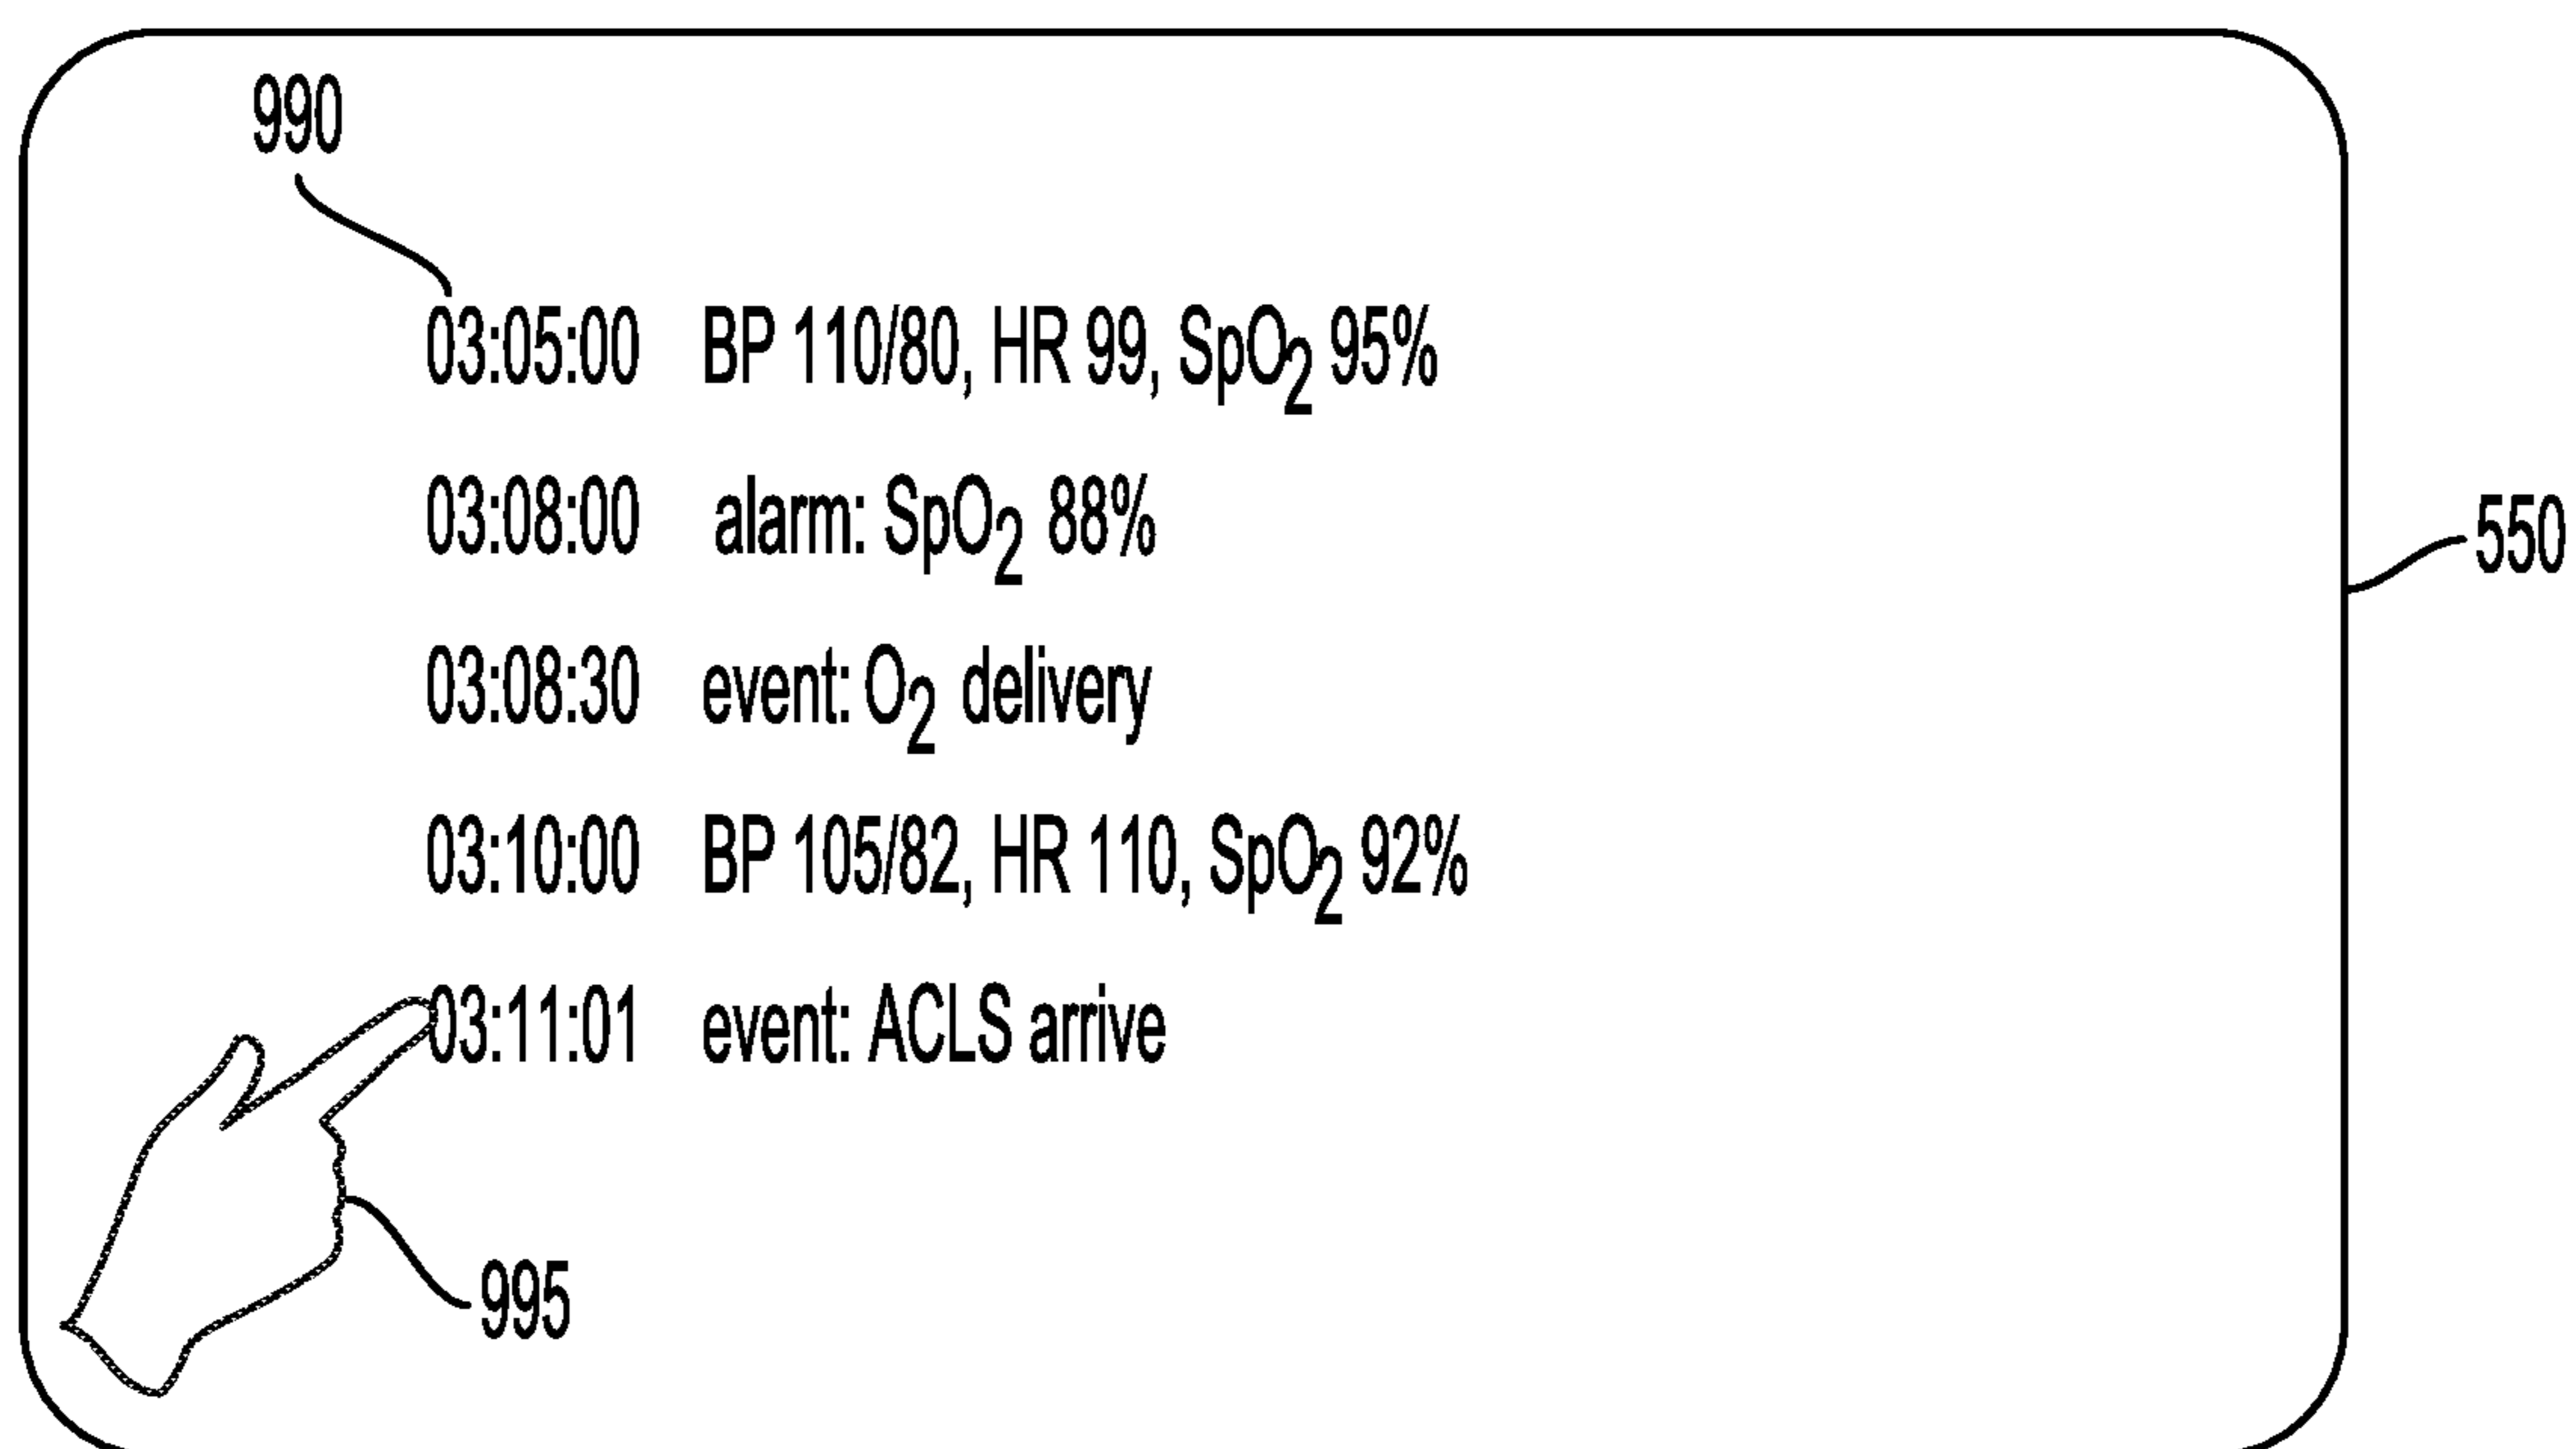 990
03:05:00 BP 110/80, HR 99, SpO₂ 95%
03:08:00 alarm: SpO₂ 88%
550
03:08:30 event: O₂ delivery
03:10:00 BP 105/82, HR 110, SpO₂ 92%
03:11:01 event: ACLS arrive
995